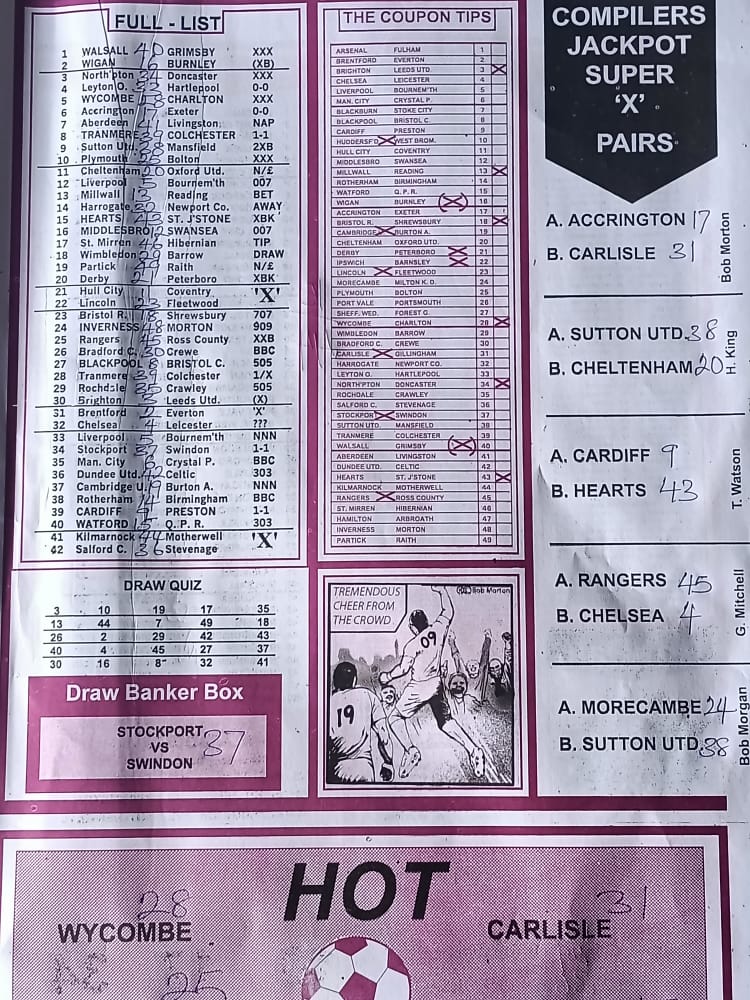 FULL - LIST
1 WALSALL 40 GRIMSBY XXX
2 WIGAN 16 BURNLEY (XB)
3 North'pton 34 Doncaster XXX
4 Leyton O. 33 Hartlepool 0-0
5 WYCOMBE 28 CHARLTON XXX
6 Accrington 17 Exeter 0-0
7 Aberdeen 41 Livingston, NAP
8 TRANMERE 39 COLCHESTER 1-1
9 Sutton Utd. 38 Mansfield 2XB
10 Plymouth 25 Bolton XXX
11 Cheltenham 20 Oxford Utd. N/£
12 Liverpool 5 Bournem'th 007
13 Millwall 13 Reading BET
14 Harrogate 32 Newport Co. AWAY
15 HEARTS 43 ST. J'STONE XBK
16 MIDDLESBRO 12 SWANSEA 007
17 St. Mirren 46 Hibernian TIP
18 Wimbledon 29 Barrow DRAW
19 Partick 49 Raith N/£
20 Derby 21 Peterboro XBK
21 Hull City 11 Coventry 'X'
22 Lincoln 23 Fleetwood
23 Bristol R. 18 Shrewsbury 707
24 INVERNESS 48 MORTON 909
25 Rangers 45 Ross County XXB
26 Bradford C. 30 Crewe BBC
27 BLACKPOOL 8 BRISTOL C. 505
28 Tranmere 39 Colchester 1/X
29 Rochdale 35 Crawley 505
30 Brighton 3 Leeds Utd. (X)
31 Brentford 2 Everton 'X'
32 Chelsea 4 Leicester ???
33 Liverpool 5 Bournem'th NNN
34 Stockport 37 Swindon 1-1
35 Man. City 6 Crystal P. BBC
36 Dundee Utd. 42 Celtic 303
37 Cambridge U. 19 Burton A. NNN
38 Rotherham 14 Birmingham BBC
39 CARDIFF 9 PRESTON 1-1
40 WATFORD 15 Q..P. R. 303
41 Kilmarnock 44 Motherwell 'X'
42 Salford C. 36 Stevenage
DRAW QUIZ
3 10 19 17 35
13 44 7 49 18
26 2 29 42 43
40 4 45 27 37
30 16 8 32 41
Draw Banker Box
STOCKPORT
VS 37
SWINDON
THE COUPON TIPS
ARSENAL FULHAM 1
BRENTFORD EVERTON 2
BRIGHTON LEEDS UTD 3 X
CHELSEA LEICESTER 4
LIVERPOOL BOURNEM'TH 5
MAN. CITY CRYSTAL P. 6
BLACKBURN STOKE CITY 7
BLACKPOOL BRISTOL C. 8
CARDIFF PRESTON 9
HUDDERSF'D X WEST BROM. 10
HULL CITY COVENTRY 11
MIDDLESBRO SWANSEA 12
MILLWALL READING 13 X
ROTHERHAM BIRMINGHAM 14
WATFORD Q. P. R. 15
WIGAN BURNLEY (X) 16
ACCRINGTON EXETER 17
BRISTOL R. SHREWSBURY 18 X
CAMBRIDGE X BURTON A. 19
CHELTENHAM OXFORD UTD. 20
DERBY PETERBORO X 21
IPSWICH BARNSLEY X 22
LINCOLN X FLEETWOOD 23
MORECAMBE MILTON K. D. 24
PLYMOUTH BOLTON 25
PORT VALE PORTSMOUTH 26
SHEFF. WED. FOREST G. 27
WYCOMBE CHARLTON 28 X
WIMBLEDON BARROW 29
BRADFORD C. CREWE 30
CARLISLE X GILLINGHAM 31
HARROGATE NEWPORT CO. 32
LEYTON O. HARTLEPOOL 33
NORTH'PTON DONCASTER 34 X
ROCHDALE CRAWLEY 35
SALFORD C. STEVENAGE 36
STOCKPOR X SWINDON 37
SUTTON UTD. MANSFIELD 38
TRANMERE COLCHESTER 39
WALSALL GRIMSBY (X) 40
ABERDEEN LIVINGSTON 41
DUNDEE UTD. CELTIC 42
HEARTS ST. J'STONE 43 X
KILMARNOCK MOTHERWELL 44
RANGERS X ROSS COUNTY 45
ST. MIRREN HIBERNIAN 46
HAMILTON ARBROATH 47
INVERNESS MORTON 48
PARTICK RAITH 49
TREMENDOUS
CHEER FROM
THE CROWD
Bob Morton
09
19
COMPILERS
JACKPOT
SUPER
'X'
PAIRS
A. ACCRINGTON 17
B. CARLISLE 31
Bob Morton
A. SUTTON UTD. 38
B. CHELTENHAM 20
H. King
A. CARDIFF 9
B. HEARTS 43
T. Watson
A. RANGERS 45
B. CHELSEA 4
G. Mitchell
A. MORECAMBE 24
B. SUTTON UTD. 38
Bob Morgan
HOT
28
WYCOMBE
31
CARLISLE
25